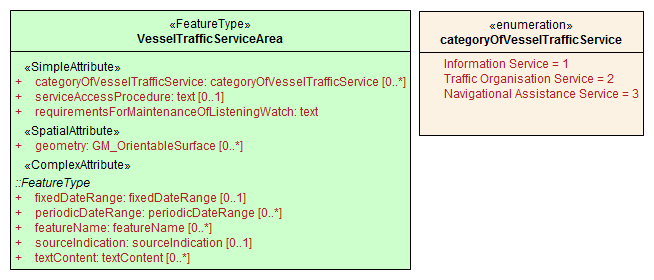 «FeatureType»
VesselTrafficServiceArea
«SimpleAttribute»
+ categoryOfVesselTrafficService: categoryOfVesselTrafficService [0..*]
+ serviceAccessProcedure: text [0..1]
+ requirementsForMaintenanceOfListeningWatch: text
«SpatialAttribute»
+ geometry: GM_OrientableSurface [0..*]
«ComplexAttribute»
::FeatureType
+ fixedDateRange: fixedDateRange [0..1]
+ periodicDateRange: periodicDateRange [0..*]
+ featureName: featureName [0..*]
+ sourceIndication: sourceIndication [0..1]
+ textContent: textContent [0..*]
«enumeration»
categoryOfVesselTrafficService
Information Service = 1
Traffic Organisation Service = 2
Navigational Assistance Service = 3